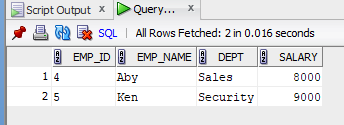 Script Output Query...
SQL All Rows Fetched: 2 in 0.016 seconds
EMP_ID EMP_NAME DEPT SALARY
1 4 Aby Sales 8000
2 5 Ken Security 9000